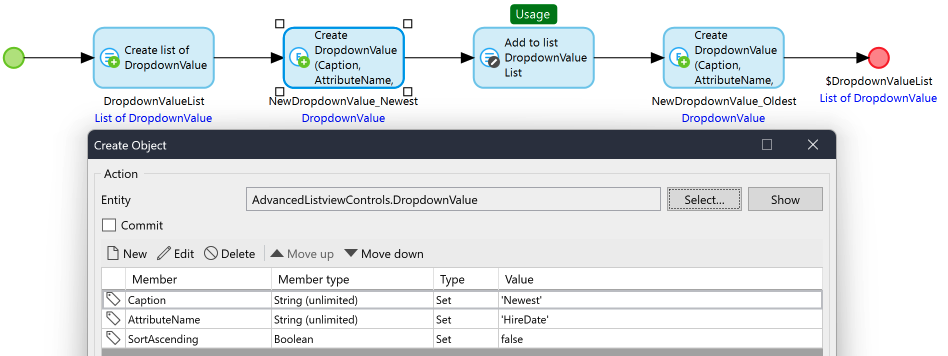 Usage
Create list of
DropdownValue
Create
DropdownValue
(Caption,
AttributeName,
Add to list
DropdownValue
List
Create
DropdownValue
(Caption,
AttributeName,
DropdownValueList
List of DropdownValue
NewDropdownValue_Newest
DropdownValue
NewDropdownValue_Oldest
DropdownValue
$DropdownValueList
List of DropdownValue
Create Object
Action
Entity
AdvancedListviewControls.DropdownValue
Select...
Show
Commit
New Edit Delete Move up Move down
Member Member type Type Value
Caption String (unlimited) Set 'Newest'
AttributeName String (unlimited) Set 'HireDate'
SortAscending Boolean Set false